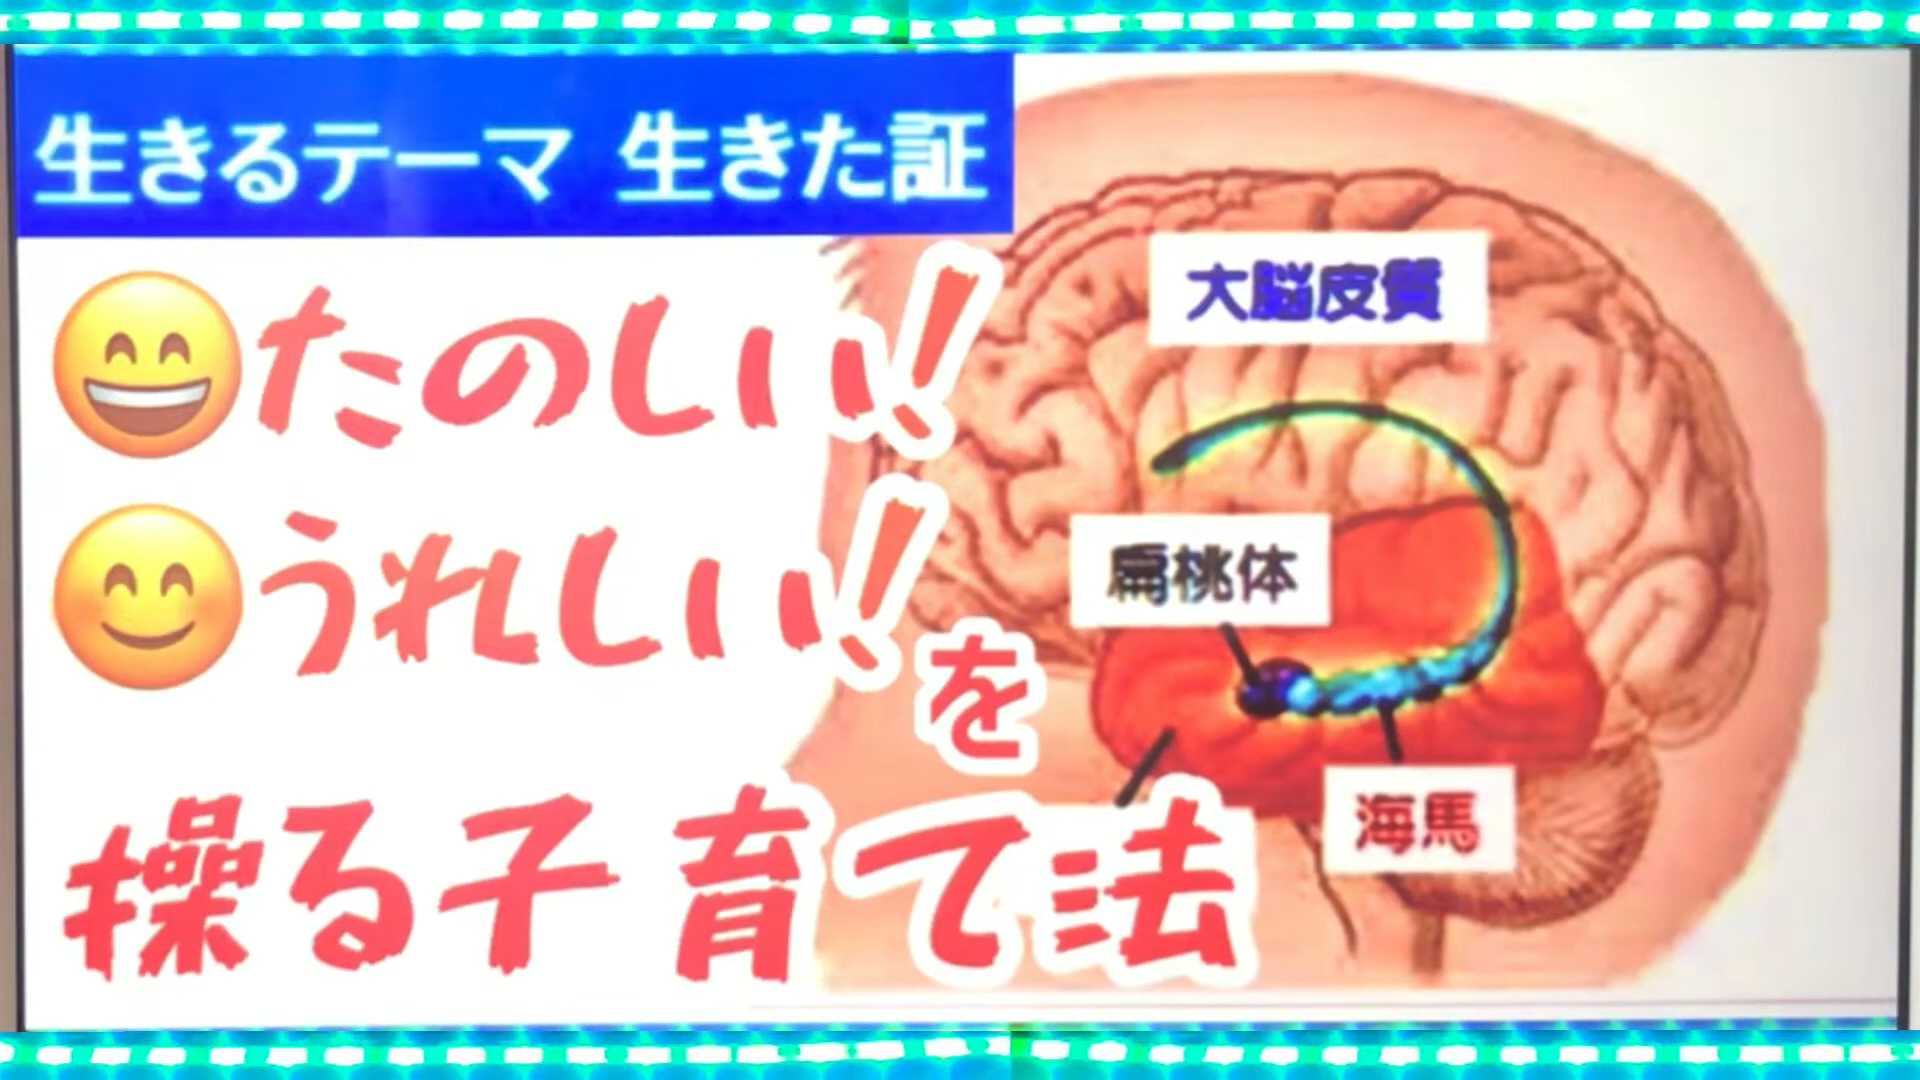 生きるテーマ 生きた証
😄たのしい!
😊うれしい!
を
操る子育て法
大脳皮質
扁桃体
海馬